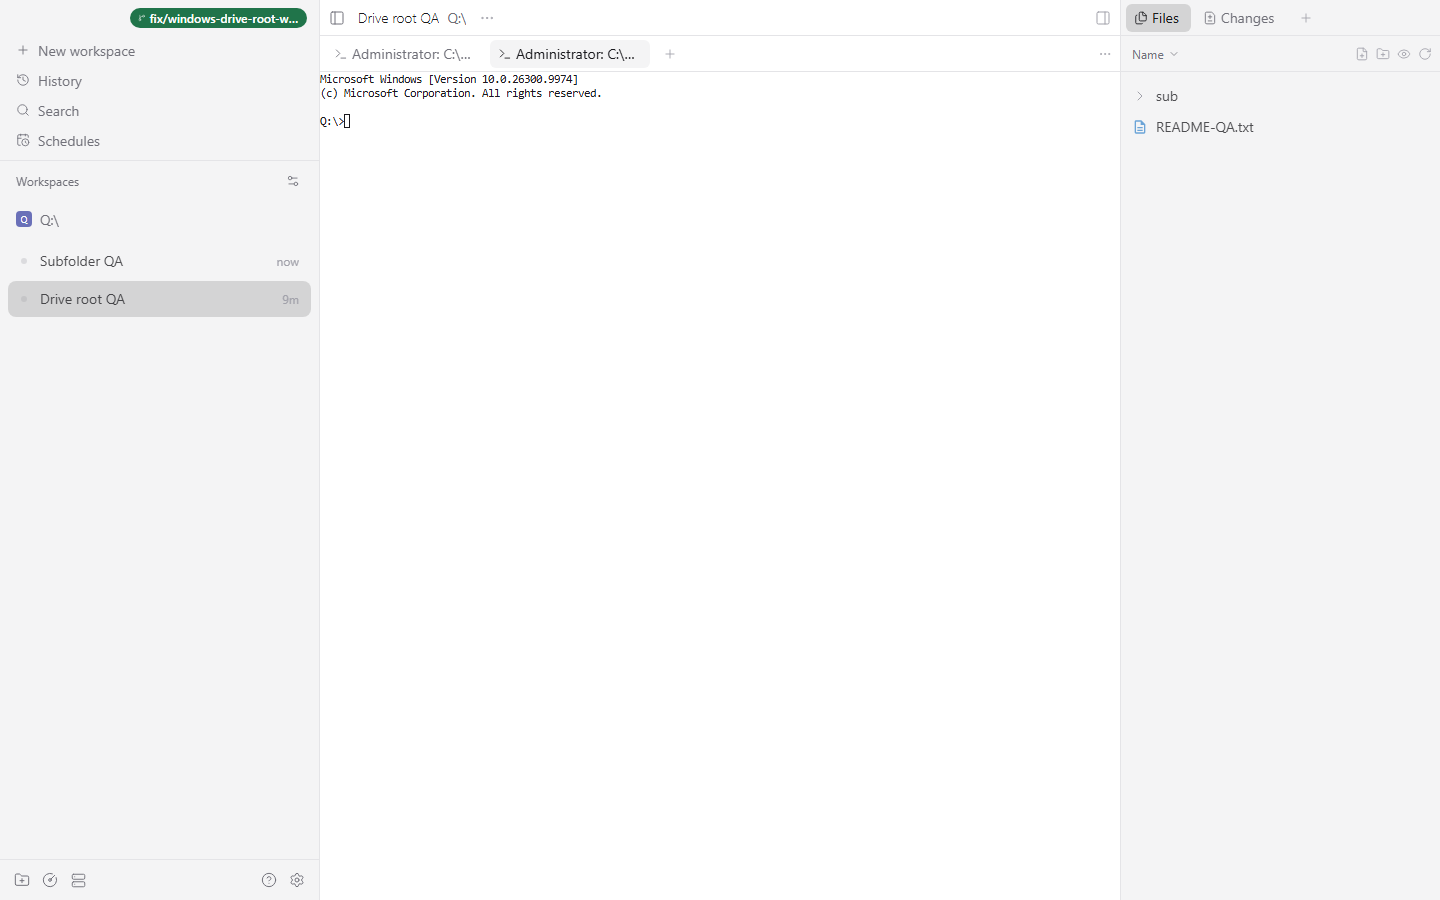 fix/windows-drive-root-w...
New workspace
History
Search
Schedules
Workspaces
Q Q:\
Subfolder QA now
Drive root QA 9m
Drive root QA Q:\
Administrator: C:\... Administrator: C:\...
Microsoft Windows [Version 10.0.26300.9974]
(c) Microsoft Corporation. All rights reserved.
Q:\>
Files Changes
Name
sub
README-QA.txt